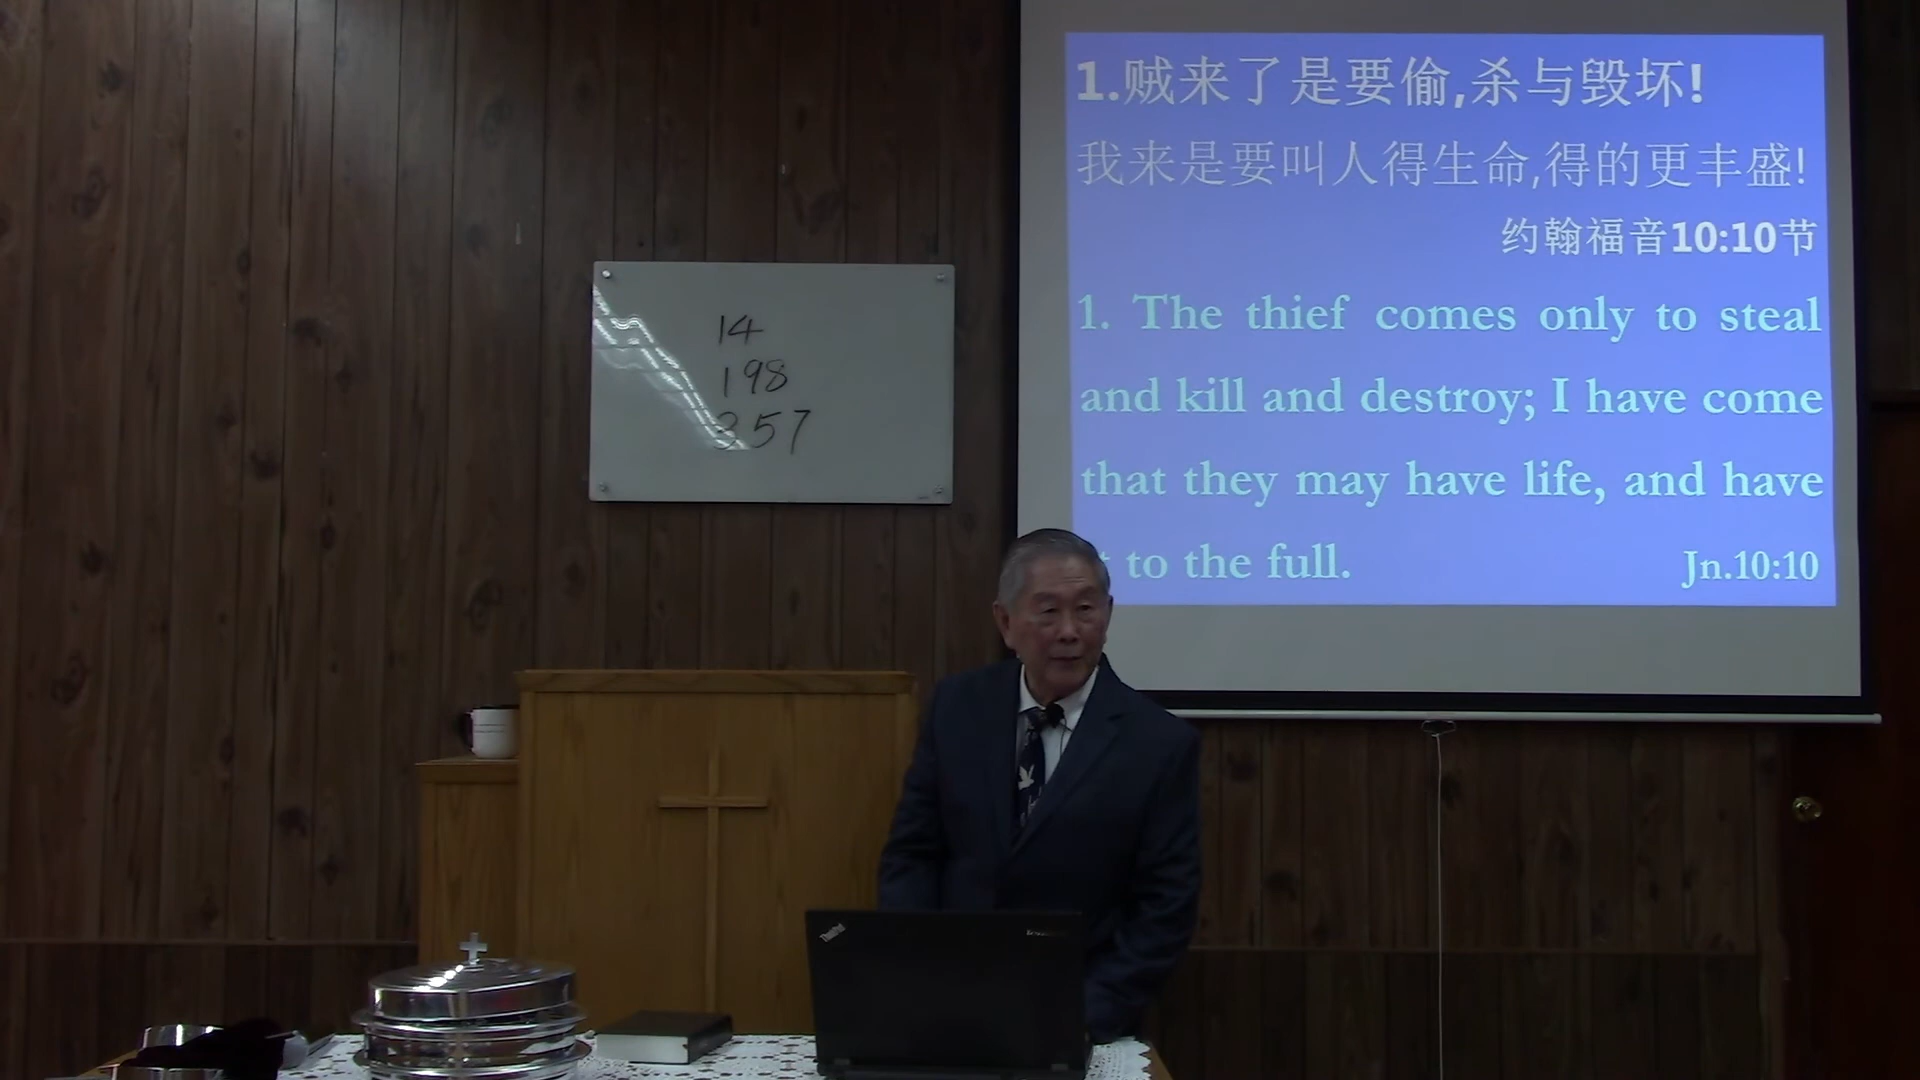 14
198
357
1.贼来了是要偷,杀与毁坏!
我来是要叫人得生命,得的更丰盛!
约翰福音10:10节
1. The thief comes only to steal
and kill and destroy; I have come
that they may have life, and have
to the full.
Jn.10:10
ThinkPad